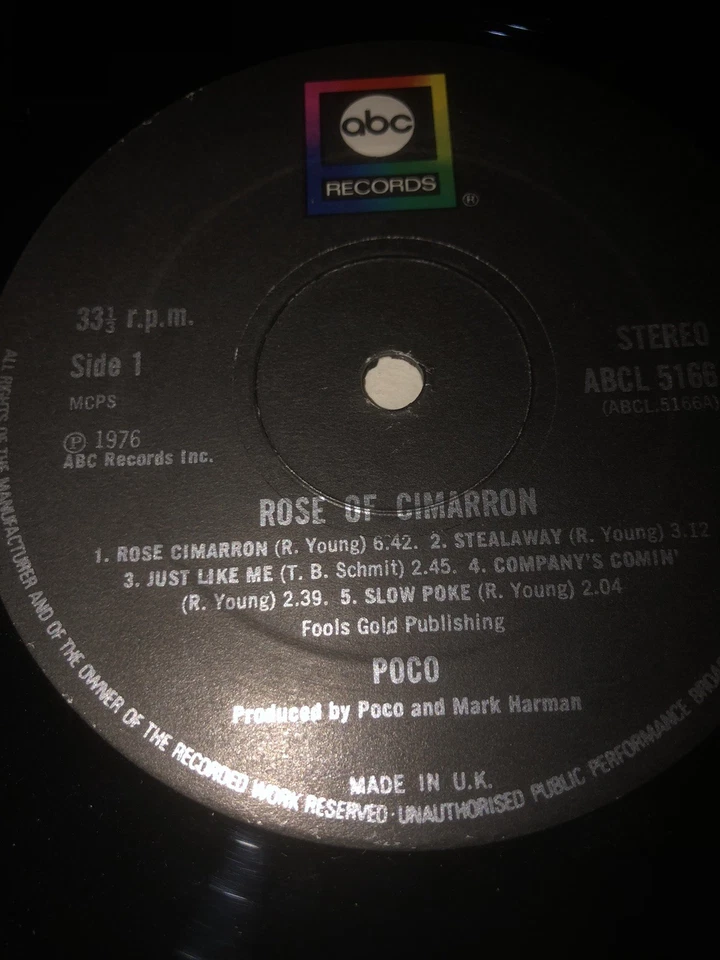 abc
RECORDS
®
33⅓ r.p.m.
Side 1
MCPS
Ⓟ 1976
ABC Records Inc.
STEREO
ABCL 5166
(ABCL.5166A)
ROSE OF CIMARRON
1. ROSE CIMARRON (R. Young) 6.42. 2. STEALAWAY (R. Young) 3.12
3. JUST LIKE ME (T. B. Schmit) 2.45. 4. COMPANY'S COMIN'
(R. Young) 2.39. 5. SLOW POKE (R. Young) 2.04
Fools Gold Publishing
POCO
Produced by Poco and Mark Harman
MADE IN U.K.
ALL RIGHTS OF THE MANUFACTURER AND OF THE OWNER OF THE RECORDED WORK RESERVED · UNAUTHORISED PUBLIC PERFORMANCE